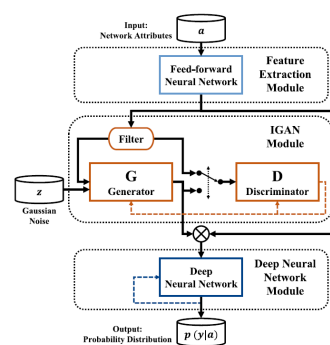 Input:
Network Attributes
a
Feed-forward
Neural Network
Feature
Extraction
Module
IGAN
Module
Filter
G
Generator
D
Discriminator
z
Gaussian
Noise
Deep
Neural Network
Deep Neural
Network
Module
Output:
Probability Distribution
p (y|a)